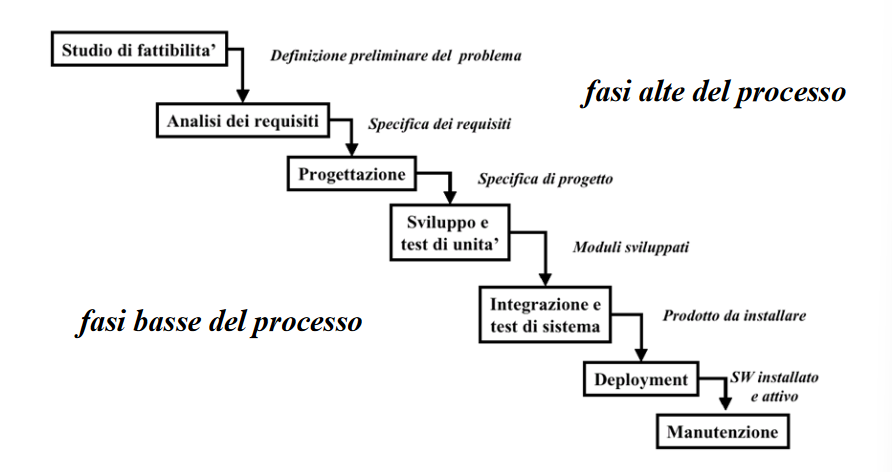 Studio di fattibilita’
Definizione preliminare del problema
fasi alte del processo
Analisi dei requisiti
Specifica dei requisiti
Progettazione
Specifica di progetto
Sviluppo e
test di unita’
Moduli sviluppati
Integrazione e
test di sistema
Prodotto da installare
fasi basse del processo
Deployment
SW installato
e attivo
Manutenzione